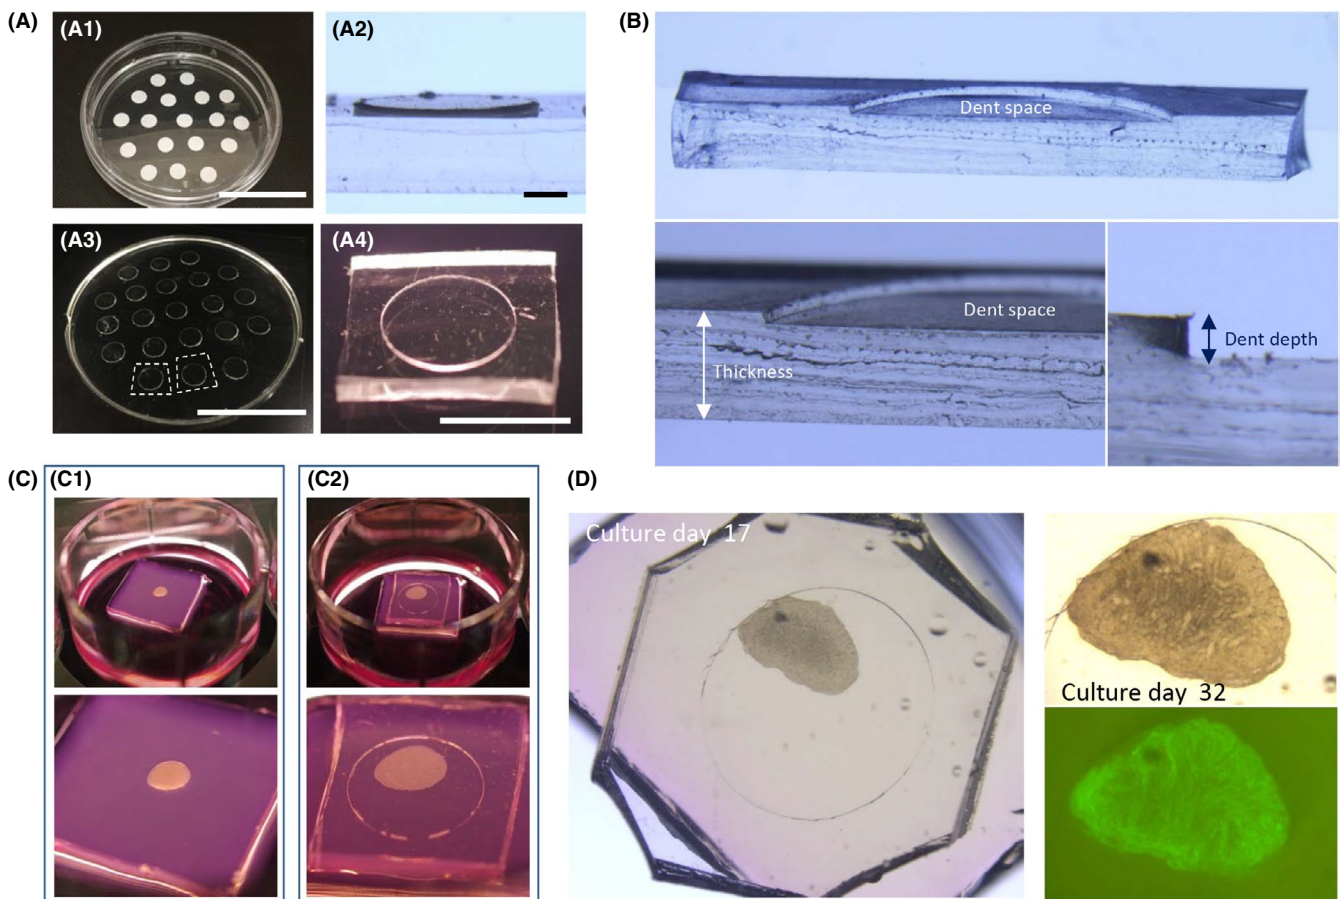 (A)
(A1)
(A2)
(A3)
(A4)
(B)
Dent space
Dent space
Thickness
Dent depth
(C)
(C1)
(C2)
(D)
Culture day 17
Culture day 32